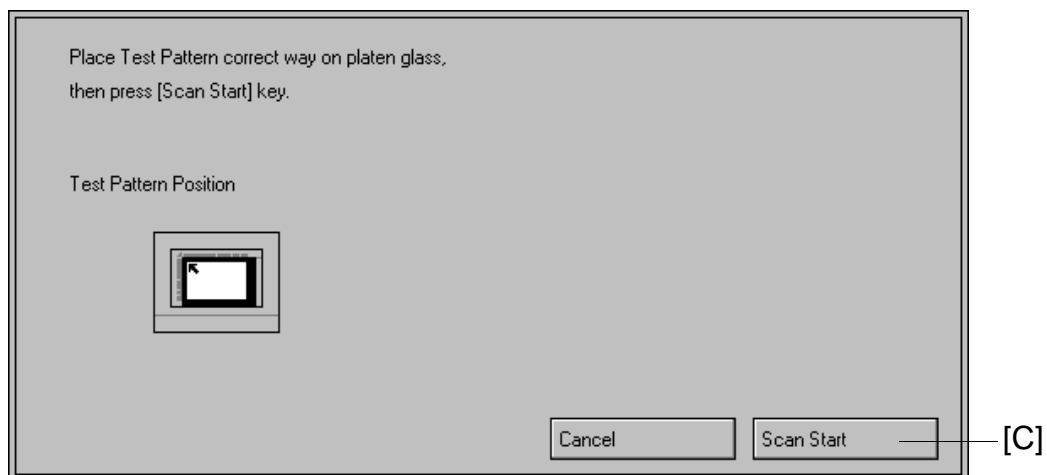 Place Test Pattern correct way on platen glass,
then press [Scan Start] key.
Test Pattern Position
Cancel
Scan Start
[C]